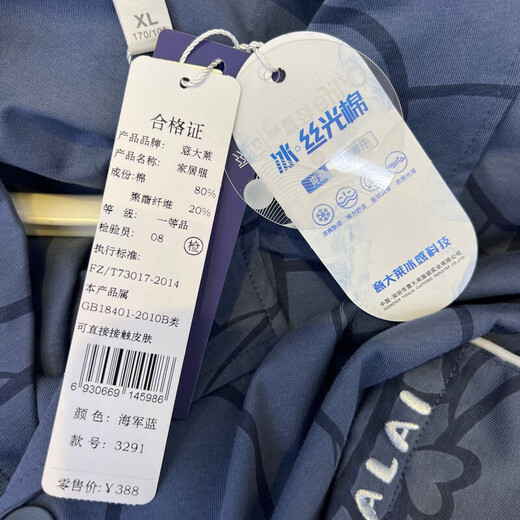 XL
合格证
产品品牌: 意大莱
产品名称: 家居服
成份:棉 80%
聚酯纤维 20%
等 级: 一等品
检验员: 08 检
执行标准:
FZ/T73017-2014
本产品属
GB18401-2010B类
可直接接触皮肤
6 930669 145986
颜 色: 海军蓝
款 号: 3291
零售价:¥388
冰·丝光棉
意大莱冰感科技
ALAI